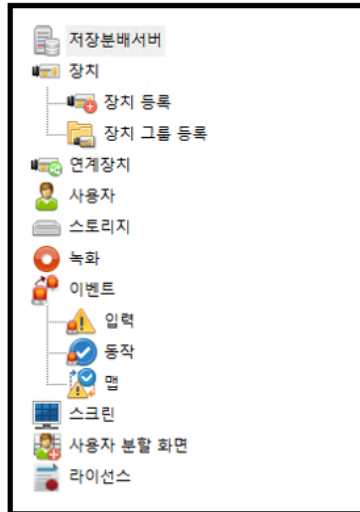 저장분배서버
장치
장치 등록
장치 그룹 등록
연계장치
사용자
스토리지
녹화
이벤트
입력
동작
맵
스크린
사용자 분할 화면
라이선스